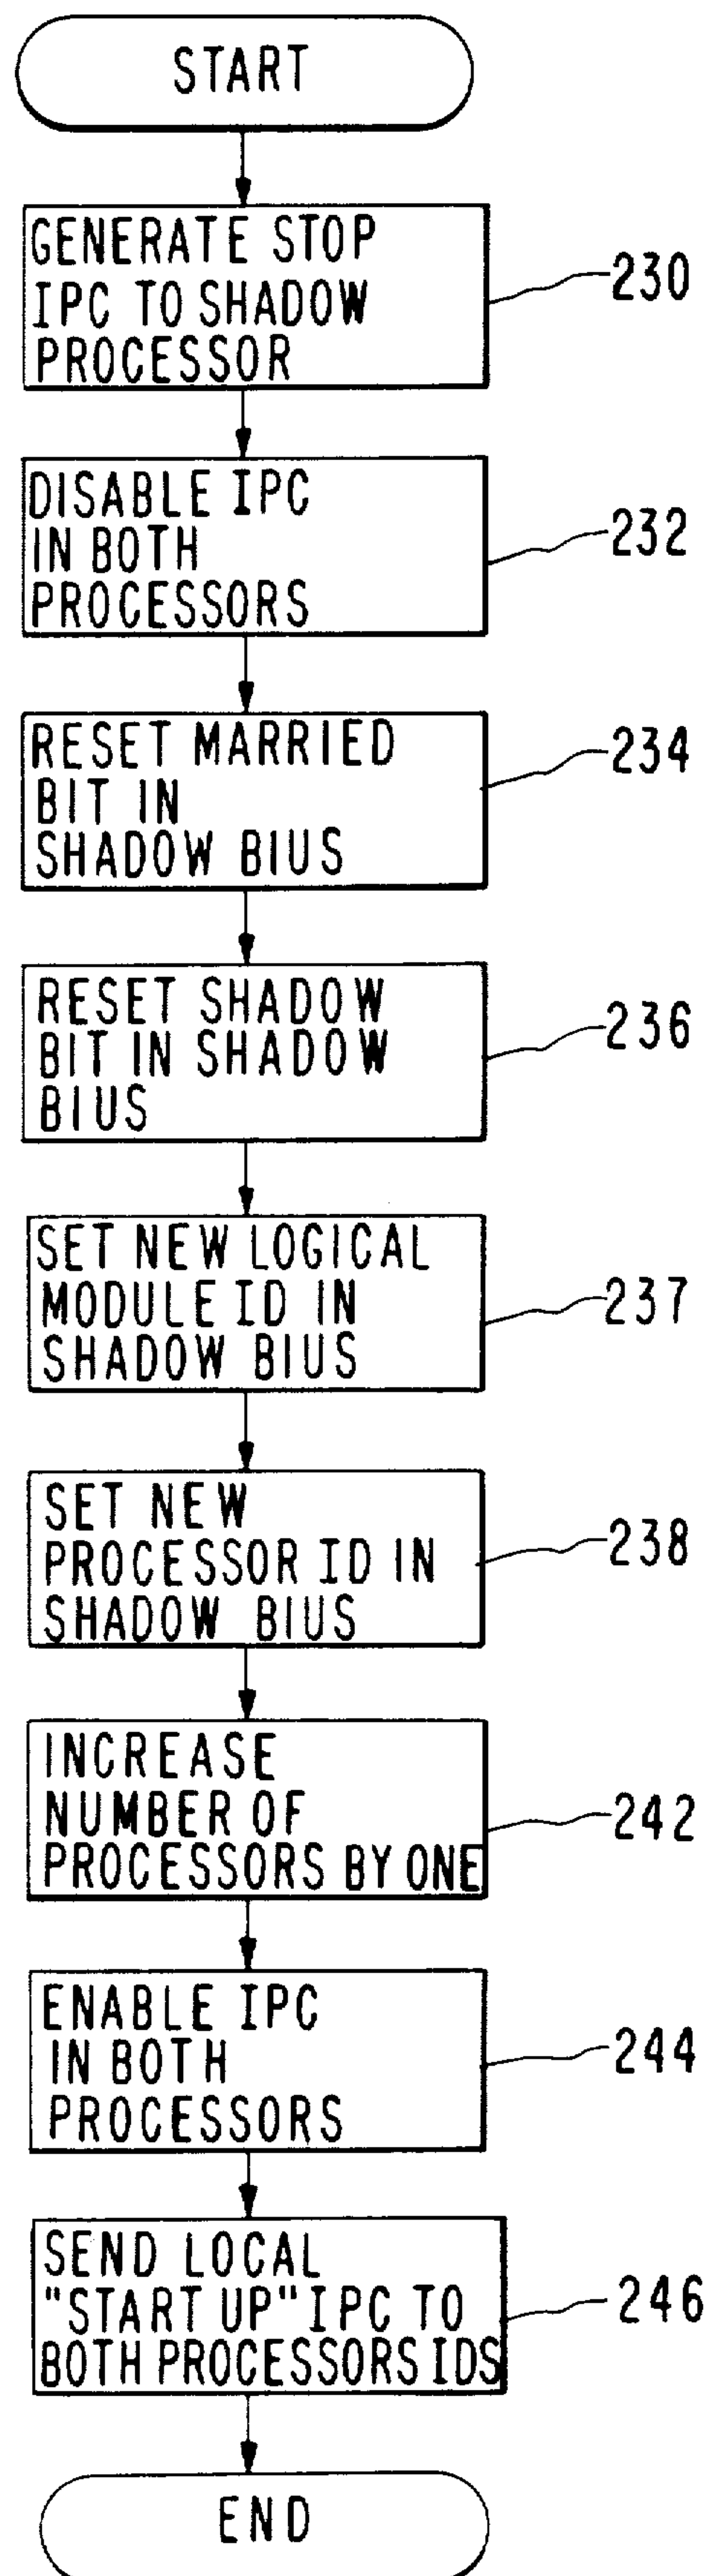 START
GENERATE STOP
IPC TO SHADOW
PROCESSOR
230
DISABLE IPC
IN BOTH
PROCESSORS
232
RESET MARRIED
BIT IN
SHADOW BIUS
234
RESET SHADOW
BIT IN SHADOW
BIUS
236
SET NEW LOGICAL
MODULE ID IN
SHADOW BIUS
237
SET NEW
PROCESSOR ID IN
SHADOW BIUS
238
INCREASE
NUMBER OF
PROCESSORS BY ONE
242
ENABLE IPC
IN BOTH
PROCESSORS
244
SEND LOCAL
"START UP" IPC TO
BOTH PROCESSORS IDS
246
END